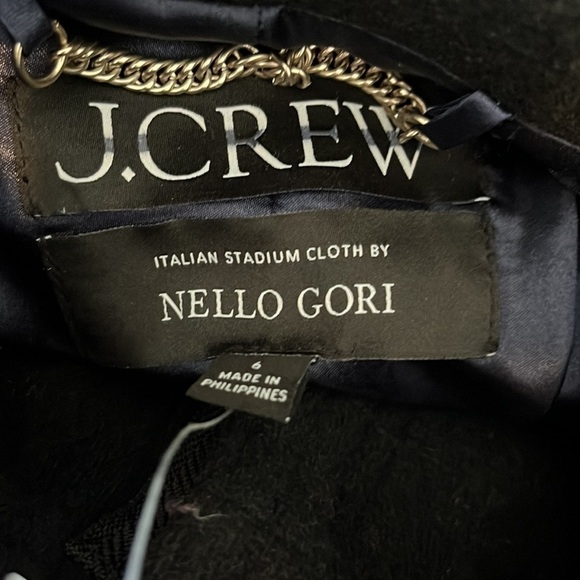 J.CREW
ITALIAN STADIUM CLOTH BY
NELLO GORI
6
MADE IN
PHILIPPINES